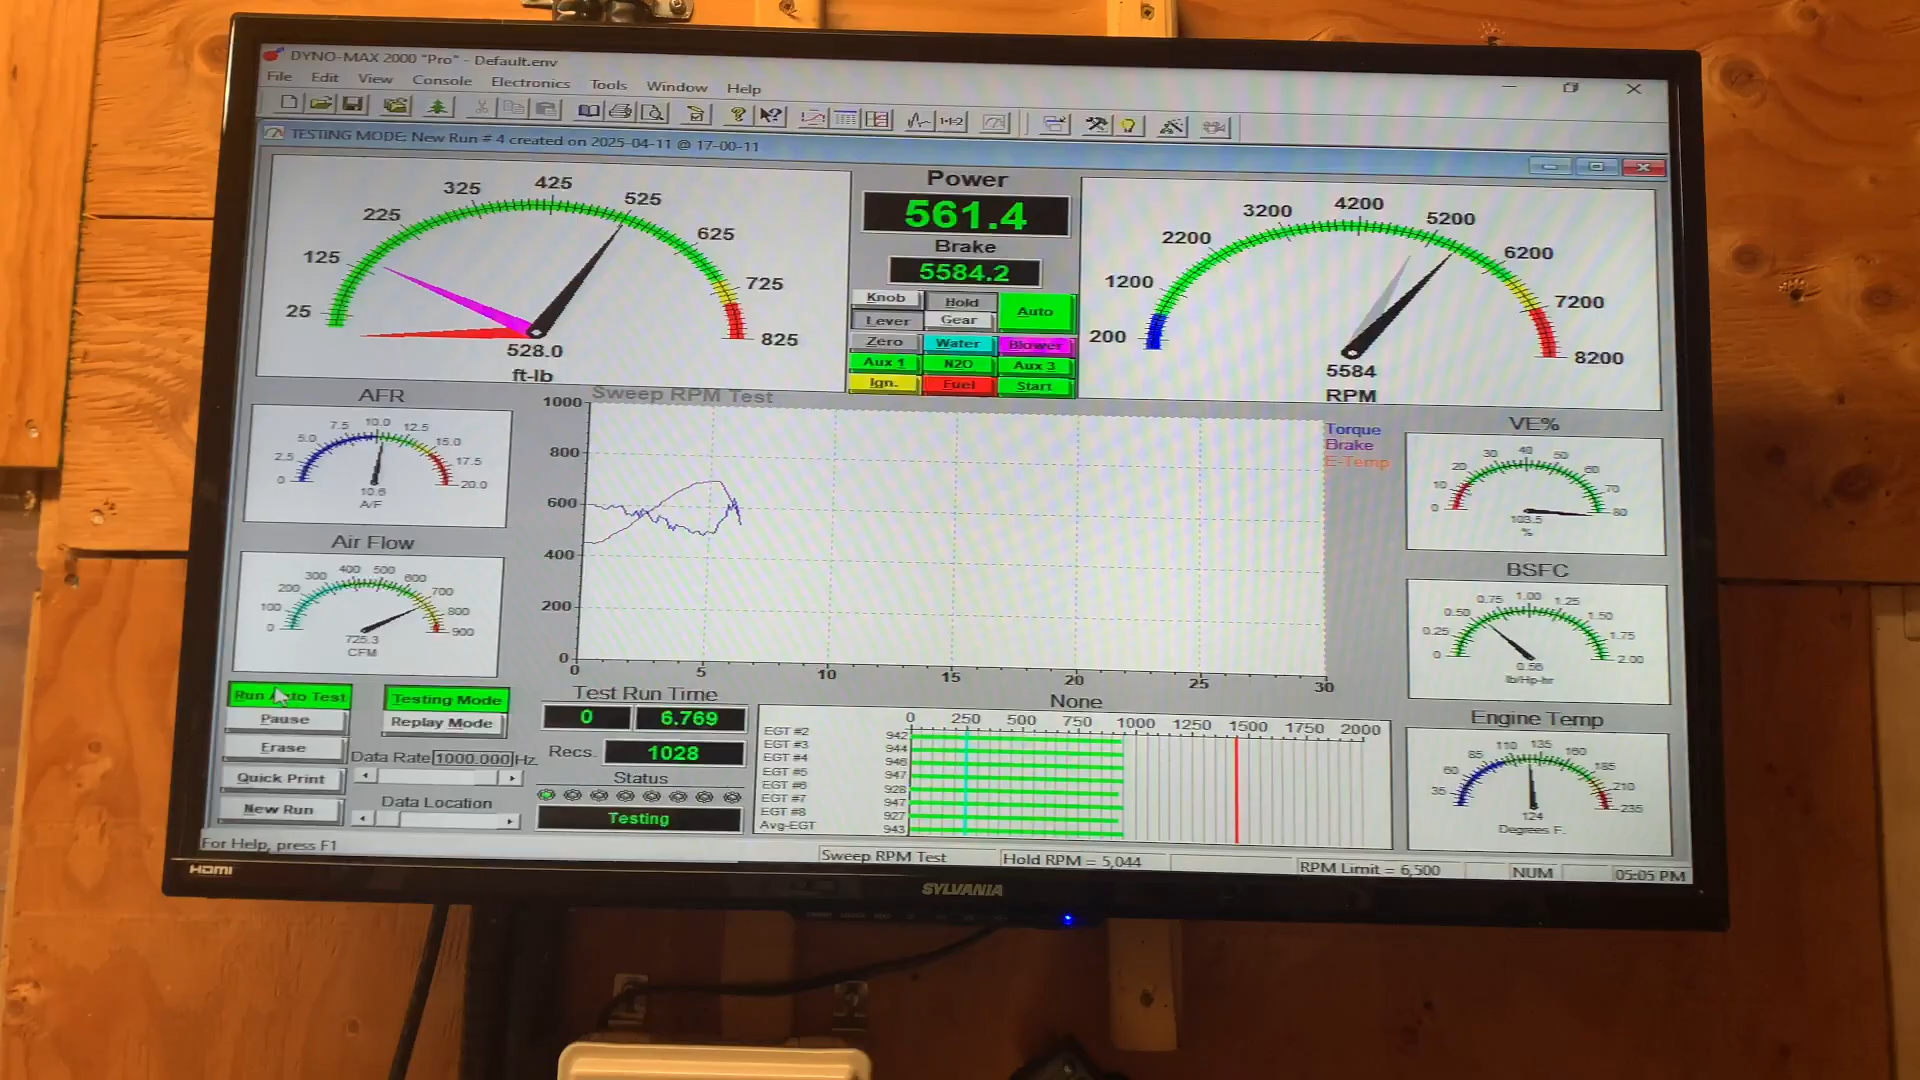 DYNO-MAX 2000 "Pro" - Default.env
File Edit View Console Electronics Tools Window Help
TESTING MODE: New Run # 4 created on 2025-04-11 @ 17-00-11
25 125 225 325 425 525 625 725 825
528.0
ft-lb
Power
561.4
Brake
5584.2
Knob Hold Auto
Lever Gear
Zero Water Blower
Aux 1 N2O Aux 3
Ign. Fuel Start
200 1200 2200 3200 4200 5200 6200 7200 8200
5584
RPM
AFR
0 2.5 5.0 7.5 10.0 12.5 15.0 17.5 20.0
10.6
A/F
Air Flow
0 100 200 300 400 500 600 700 800 900
725.3
CFM
Sweep RPM Test
1000
800
600
400
200
0
0 5 10 15 20 25 30
Torque
Brake
E-Temp
VE%
0 10 20 30 40 50 60 70 80
103.5
%
BSFC
0 0.25 0.50 0.75 1.00 1.25 1.50 1.75 2.00
0.56
lb/Hp-hr
Engine Temp
35 60 85 110 135 160 185 210 235
124
Degrees F.
Run Auto Test
Pause
Erase
Quick Print
New Run
Testing Mode
Replay Mode
Data Rate 1000.000 Hz
Data Location
Test Run Time
0 6.769
Recs. 1028
Status
Testing
None
0 250 500 750 1000 1250 1500 1750 2000
EGT #2 942
EGT #3 944
EGT #4 946
EGT #5 947
EGT #6 928
EGT #7 947
EGT #8 927
Avg-EGT 943
For Help, press F1
Sweep RPM Test Hold RPM = 5,044 RPM Limit = 6,500 NUM 05:05 PM
HDMI
SYLVANIA